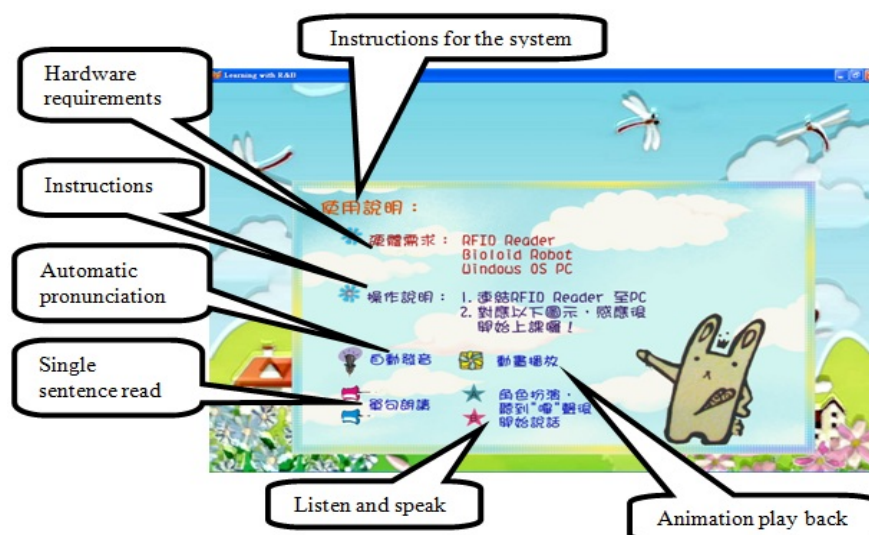 Instructions for the system
Hardware
requirements
Learning with R&D
Instructions
使用說明：
硬體需求： RFID Reader
Bioloid Robot
Windows OS PC
Automatic
pronunciation
操作說明： 1. 連結RFID Reader 至PC
2. 對應以下圖示，感應後
開始上課囉！
Single
sentence read
自動發音
動畫播放
單句朗讀
角色扮演，
聽到"嗶"聲後
開始說話
Listen and speak
Animation play back